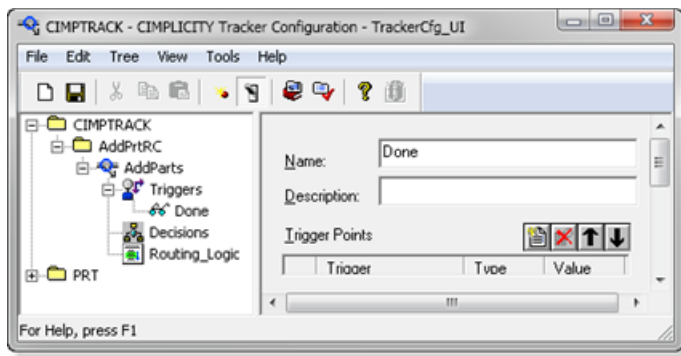 CIMPTRACK - CIMPLICITY Tracker Configuration - TrackerCfg_UI
File Edit Tree View Tools Help
CIMPTRACK
AddPrtRC
AddParts
Triggers
Done
Decisions
Routing_Logic
PRT
Name: Done
Description:
Trigger Points
Trigger Type Value
For Help, press F1